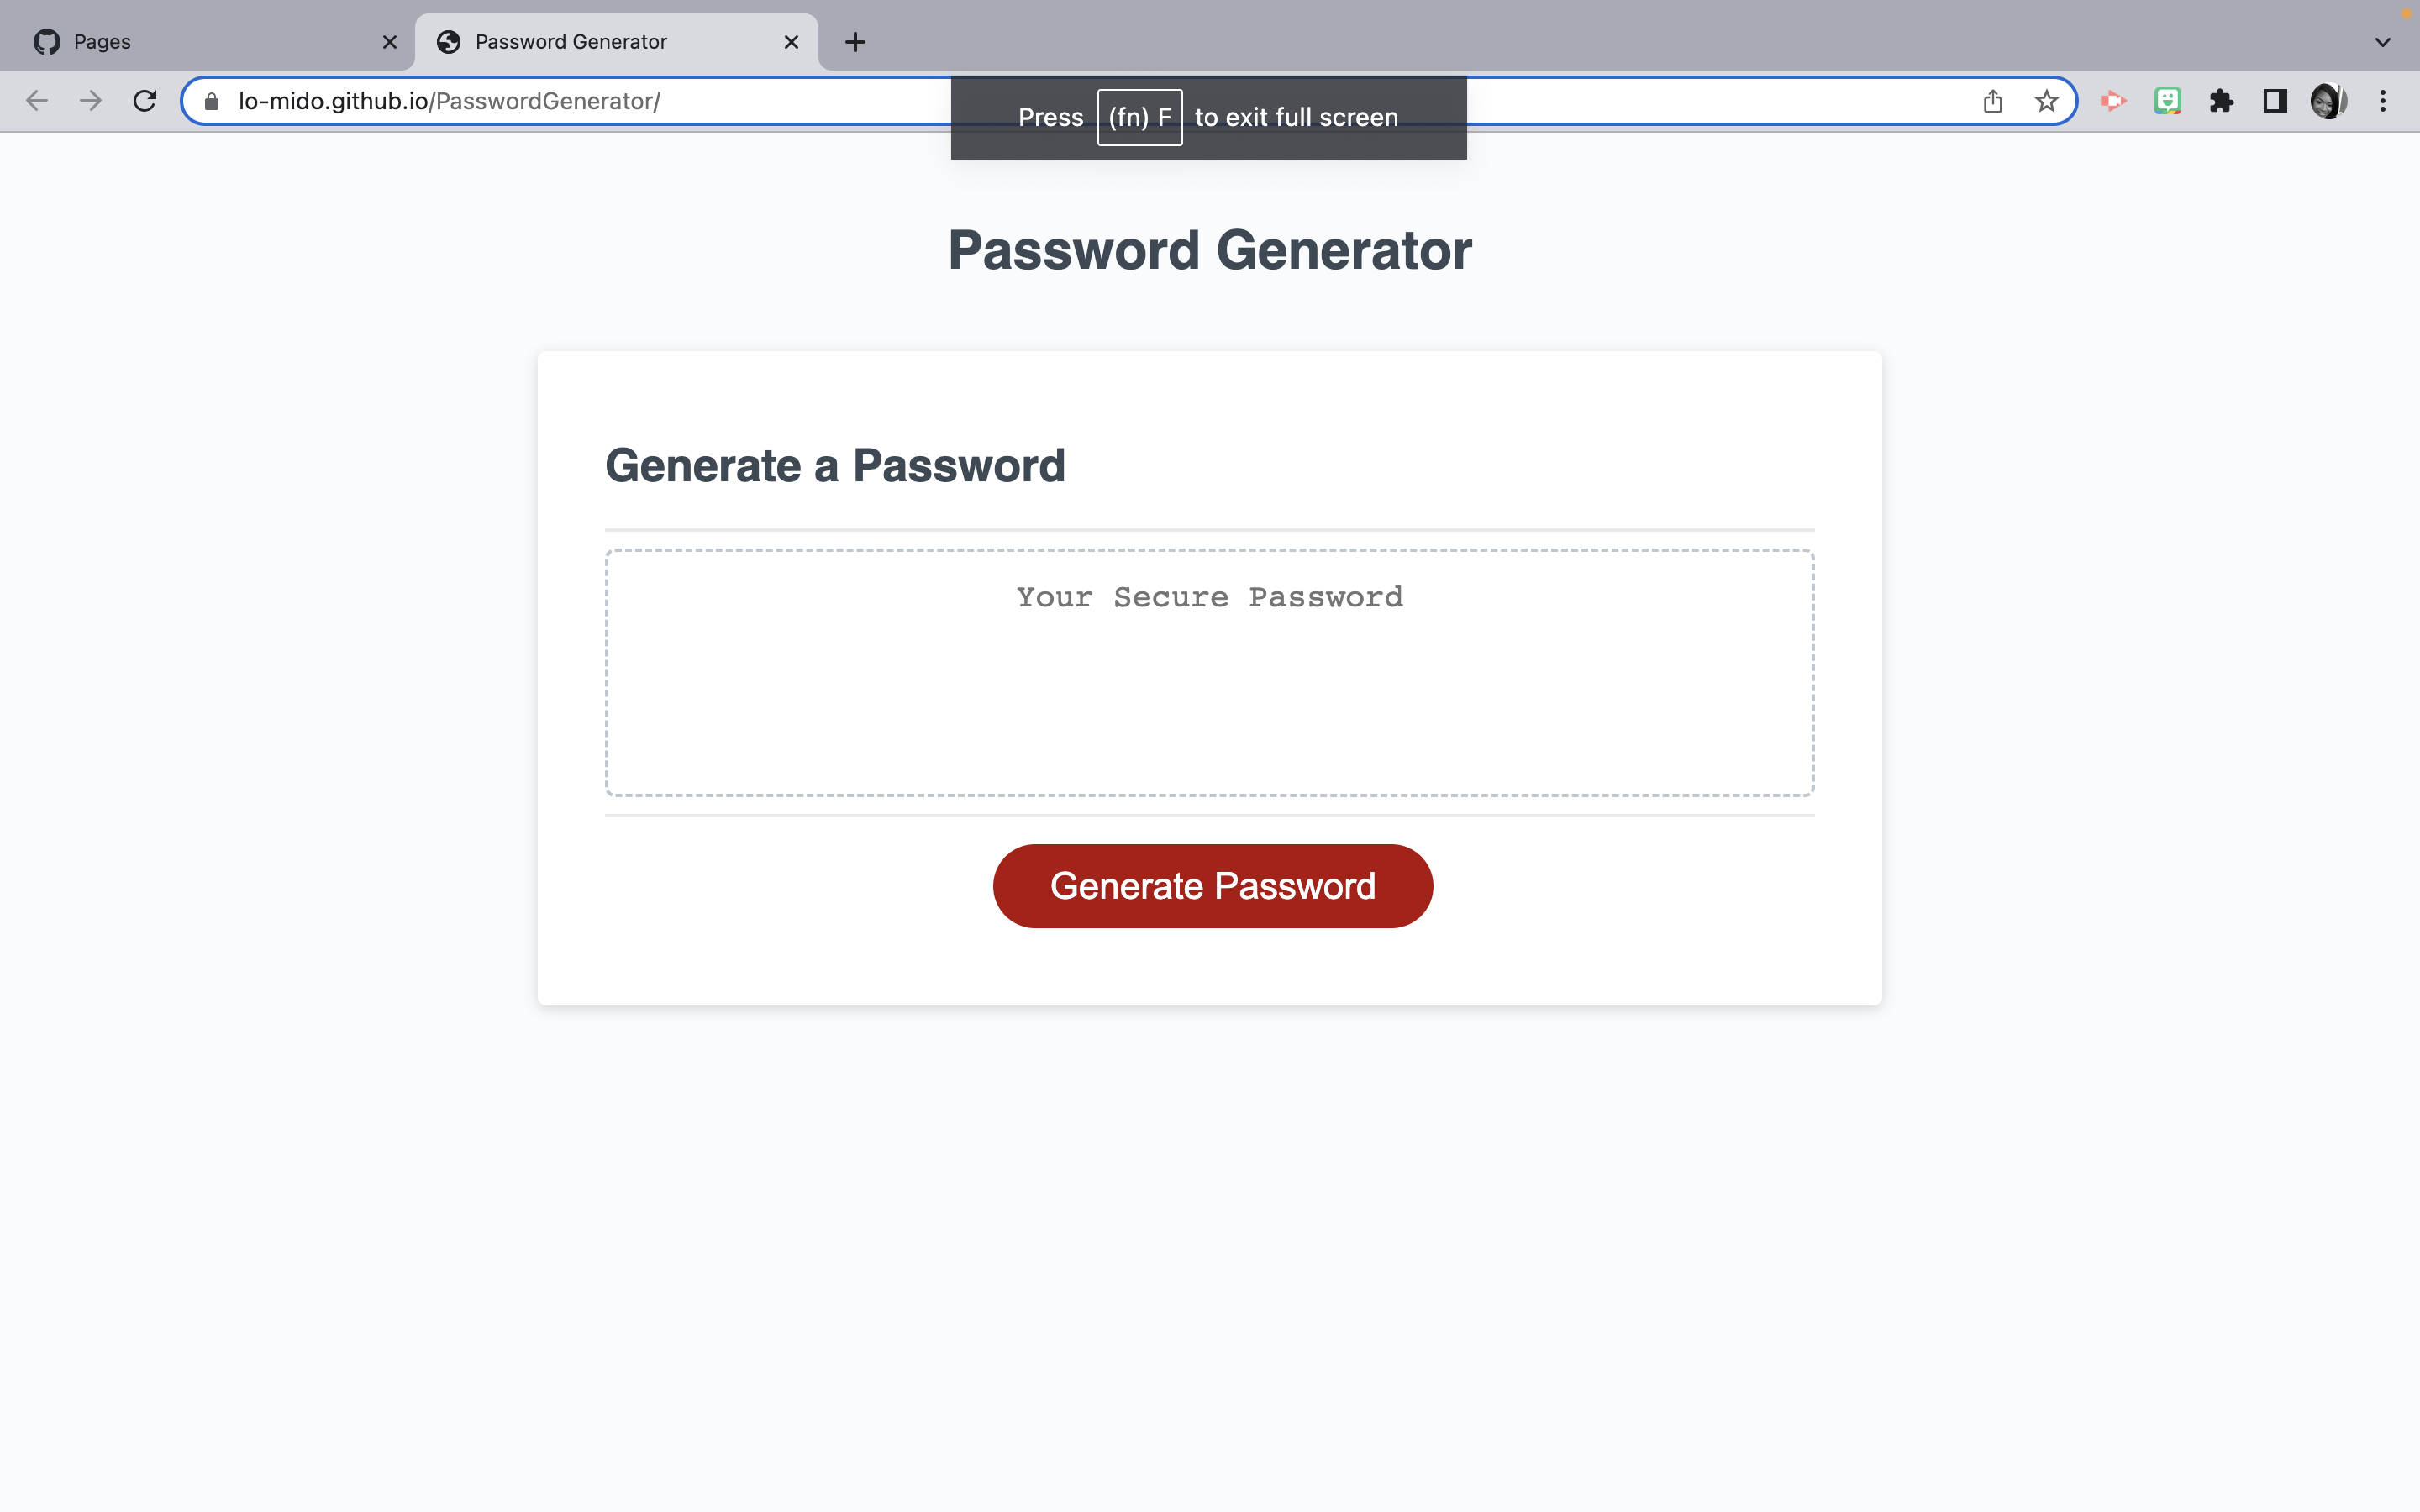 Pages
Password Generator
lo-mido.github.io/PasswordGenerator/
Press (fn) F to exit full screen
Password Generator
Generate a Password
Your Secure Password
Generate Password